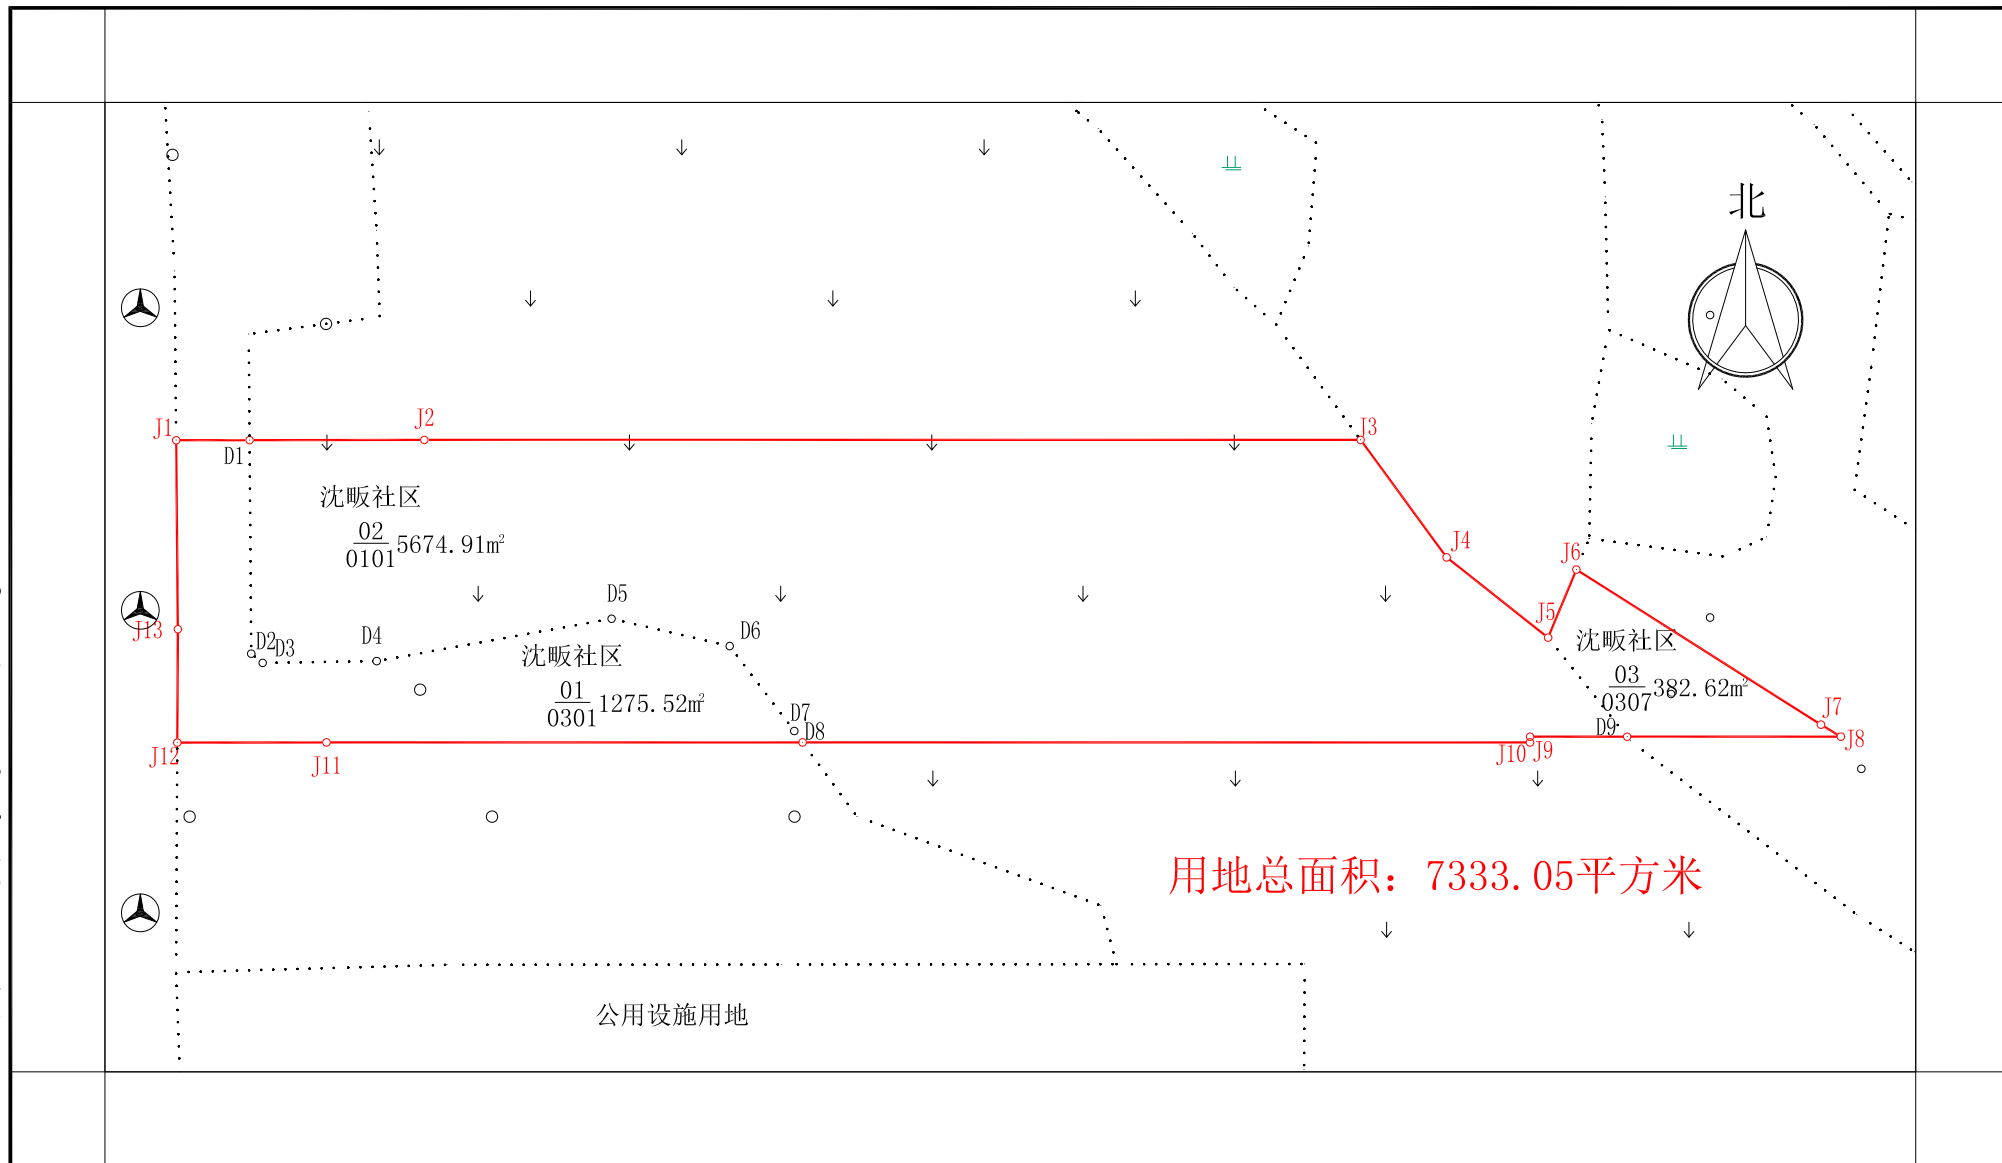 北
J1
J2
J3
D1
沈畈社区
02
0101
5674.91m²
J4
J6
D5
J5
J13
D2
D3
D4
D6
沈畈社区
沈畈社区
01
0301
1275.52m²
03
0307
382.62m²
D7
D8
D9
J7
J8
J12
J11
J10
J9
用地总面积：7333.05平方米
公用设施用地